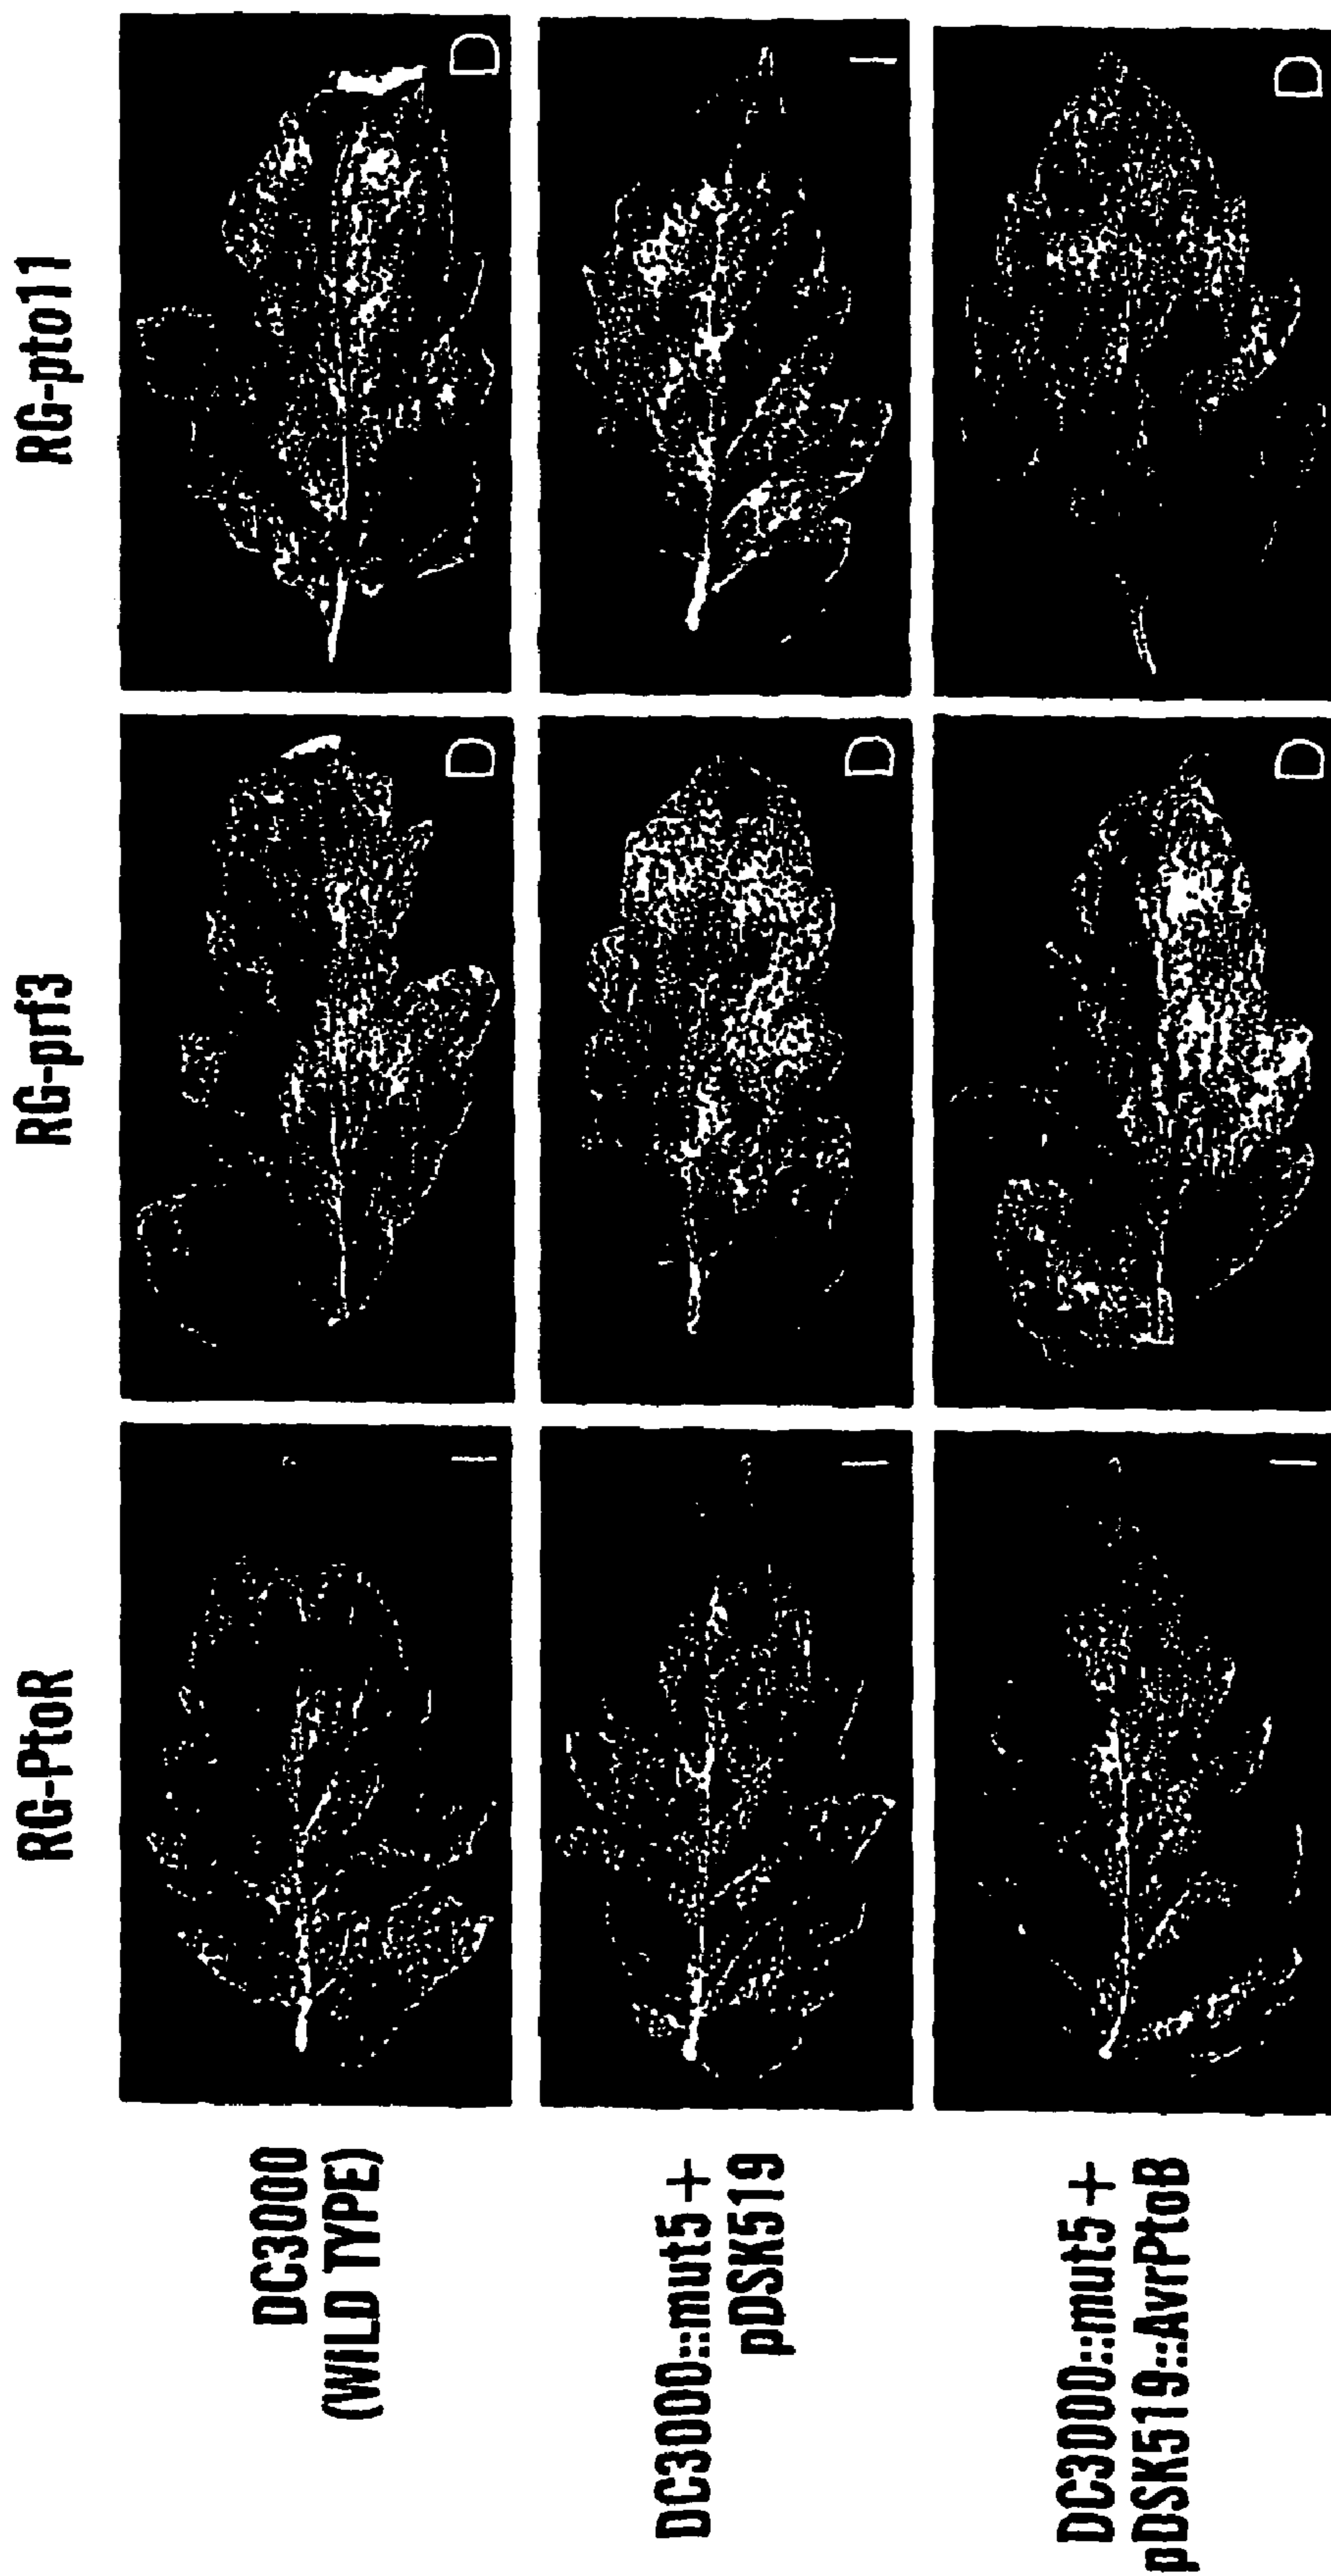 RG-PtoR RG-prf3 RG-pto11
DC3000
(WILD TYPE)
I D D
DC3000::mut5+
pDSK519
I D I
DC3000::mut5+
pDSK519::AvrPtoB
I D D